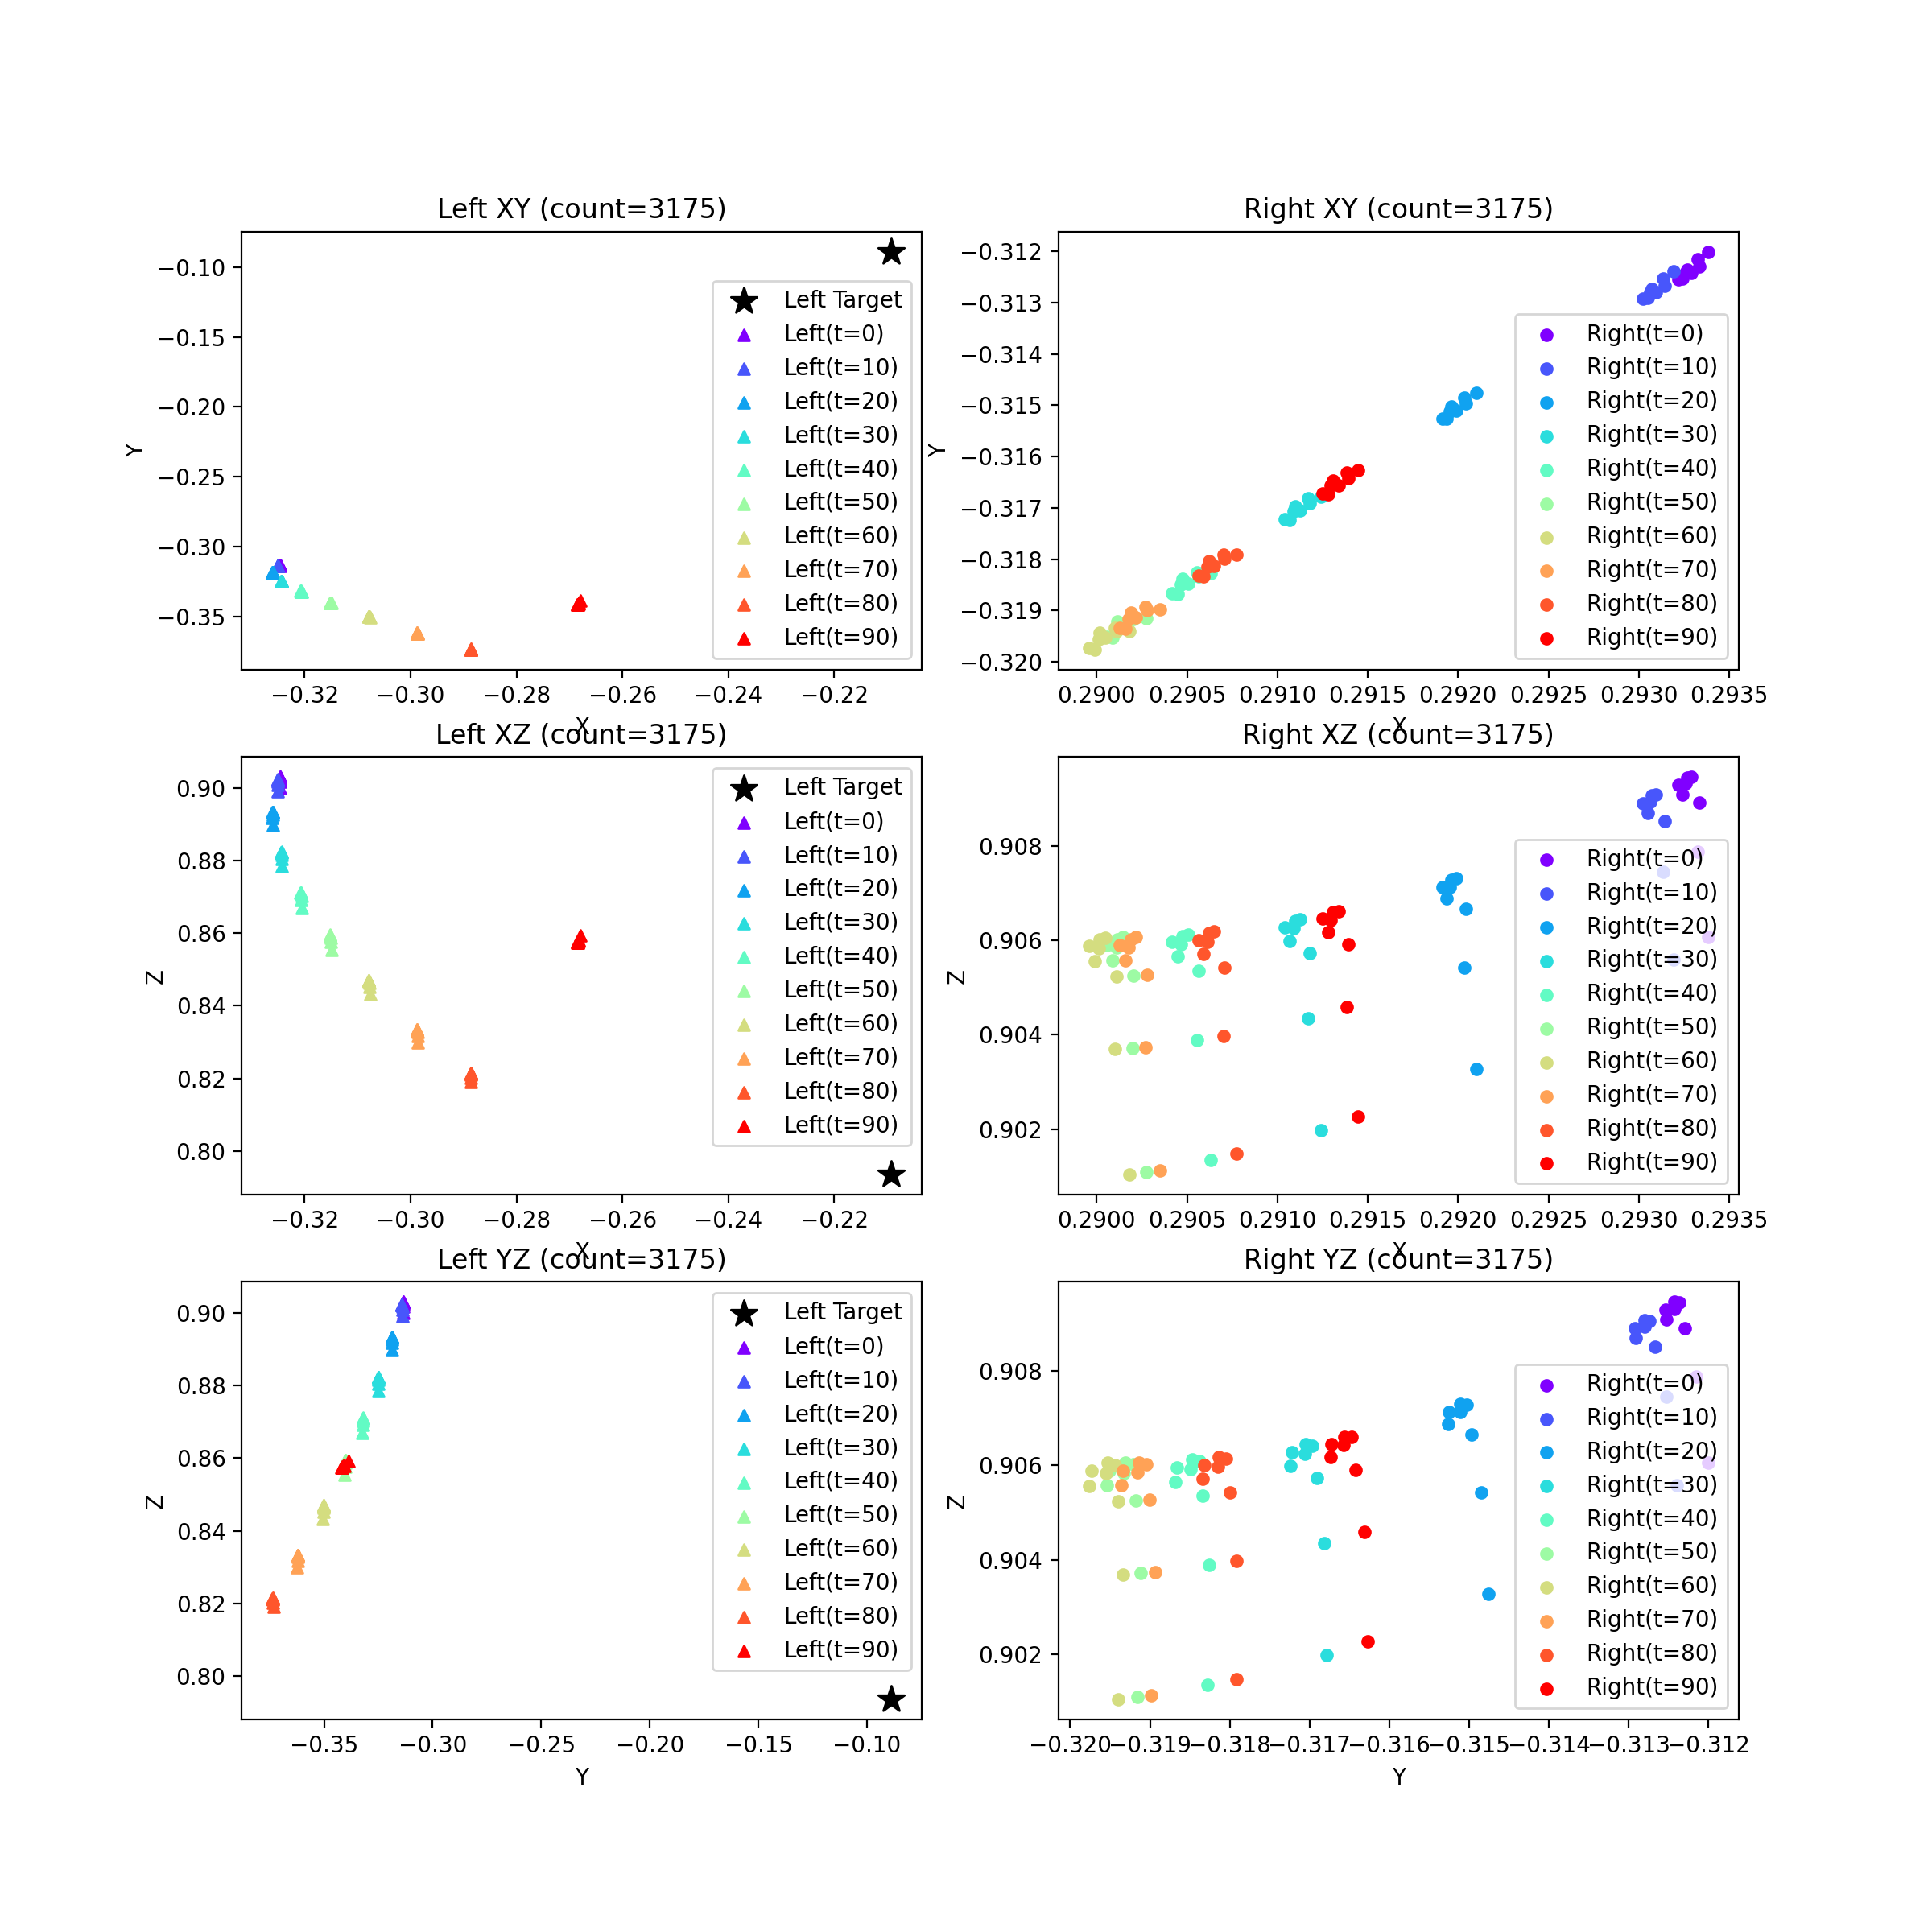 Left XY (count=3175)
−0.10
−0.15
−0.20
−0.25
−0.30
−0.35
Y
−0.32 −0.30 −0.28 −0.26 −0.24 −0.22
X
Left Target
Left(t=0)
Left(t=10)
Left(t=20)
Left(t=30)
Left(t=40)
Left(t=50)
Left(t=60)
Left(t=70)
Left(t=80)
Left(t=90)
Right XY (count=3175)
−0.312
−0.313
−0.314
−0.315
−0.316
−0.317
−0.318
−0.319
−0.320
Y
0.2900 0.2905 0.2910 0.2915 0.2920 0.2925 0.2930 0.2935
X
Right(t=0)
Right(t=10)
Right(t=20)
Right(t=30)
Right(t=40)
Right(t=50)
Right(t=60)
Right(t=70)
Right(t=80)
Right(t=90)
Left XZ (count=3175)
0.90
0.88
0.86
0.84
0.82
0.80
Z
−0.32 −0.30 −0.28 −0.26 −0.24 −0.22
X
Left Target
Left(t=0)
Left(t=10)
Left(t=20)
Left(t=30)
Left(t=40)
Left(t=50)
Left(t=60)
Left(t=70)
Left(t=80)
Left(t=90)
Right XZ (count=3175)
0.908
0.906
0.904
0.902
Z
0.2900 0.2905 0.2910 0.2915 0.2920 0.2925 0.2930 0.2935
X
Right(t=0)
Right(t=10)
Right(t=20)
Right(t=30)
Right(t=40)
Right(t=50)
Right(t=60)
Right(t=70)
Right(t=80)
Right(t=90)
Left YZ (count=3175)
0.90
0.88
0.86
0.84
0.82
0.80
Z
−0.35 −0.30 −0.25 −0.20 −0.15 −0.10
Y
Left Target
Left(t=0)
Left(t=10)
Left(t=20)
Left(t=30)
Left(t=40)
Left(t=50)
Left(t=60)
Left(t=70)
Left(t=80)
Left(t=90)
Right YZ (count=3175)
0.908
0.906
0.904
0.902
Z
−0.320 −0.319 −0.318 −0.317 −0.316 −0.315 −0.314 −0.313 −0.312
Y
Right(t=0)
Right(t=10)
Right(t=20)
Right(t=30)
Right(t=40)
Right(t=50)
Right(t=60)
Right(t=70)
Right(t=80)
Right(t=90)